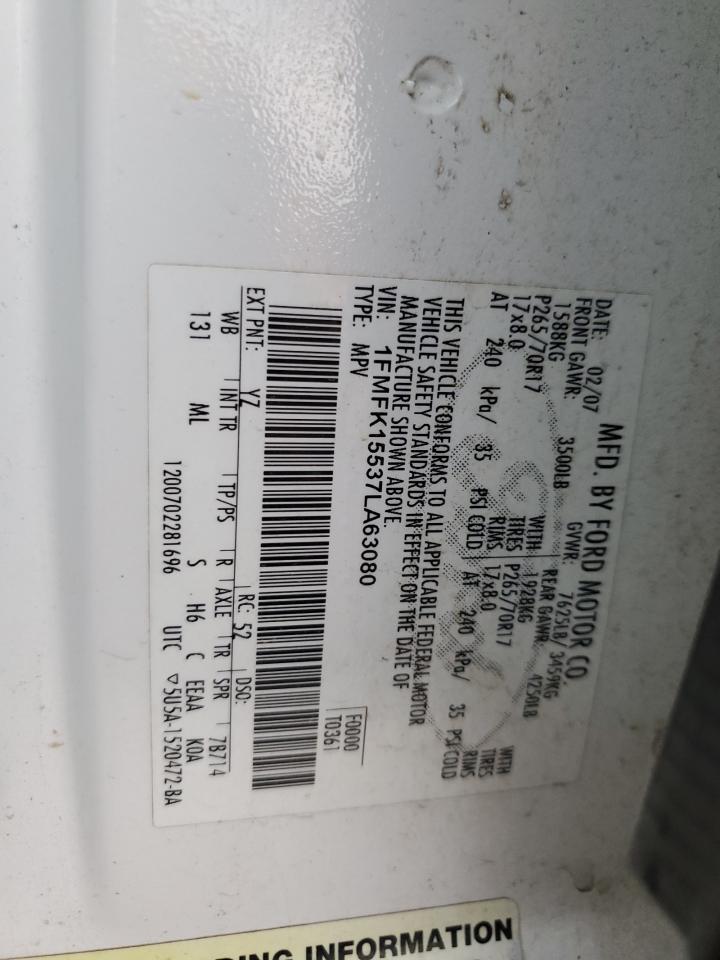 MFD. BY FORD MOTOR CO.
DATE: 02/07 GVWR: 7625LB/ 3459KG
FRONT GAWR: 3500LB REAR GAWR: 4250LB
1588KG WITH 1928KG WITH
P265/70R17 TIRES P265/70R17 TIRES
17x8.0 RIMS 17x8.0 RIMS
AT 240 kPa/ 35 PSI COLD AT 240 kPa/ 35 PSI COLD
THIS VEHICLE CONFORMS TO ALL APPLICABLE FEDERAL MOTOR
VEHICLE SAFETY STANDARDS IN EFFECT ON THE DATE OF
MANUFACTURE SHOWN ABOVE.
VIN: 1FMFK15537LA63080
TYPE: MPV
F0000
T0361
EXT PNT: YZ RC: 52 DSO:
WB INT TR TP/PS R AXLE TR SPR 7B714
131 ML S H6 C EEAA KOA
1200702281696 UTC ▽5U5A-1520472-BA
RING INFORMATION